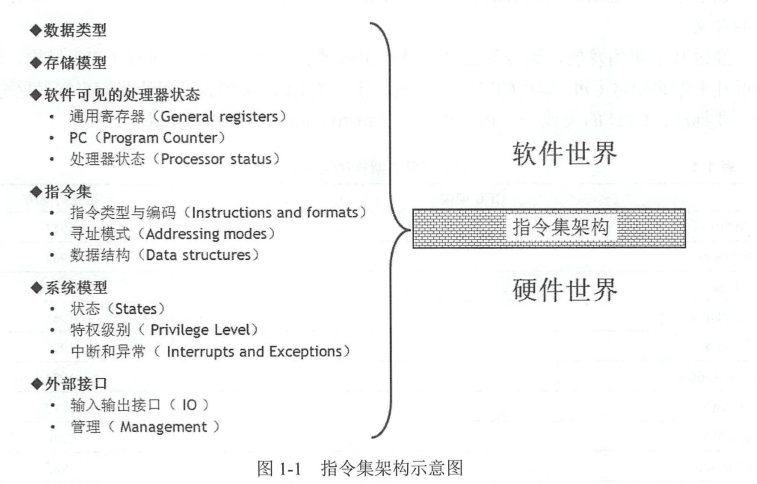 ◆数据类型
◆存储模型
◆软件可见的处理器状态
• 通用寄存器（General registers）
• PC（Program Counter）
• 处理器状态（Processor status）
◆指令集
• 指令类型与编码（Instructions and formats）
• 寻址模式（Addressing modes）
• 数据结构（Data structures）
◆系统模型
• 状态（States）
• 特权级别（ Privilege Level）
• 中断和异常（ Interrupts and Exceptions）
◆外部接口
• 输入输出接口（ IO ）
• 管理（ Management ）
软件世界
指令集架构
硬件世界
图 1-1 指令集架构示意图